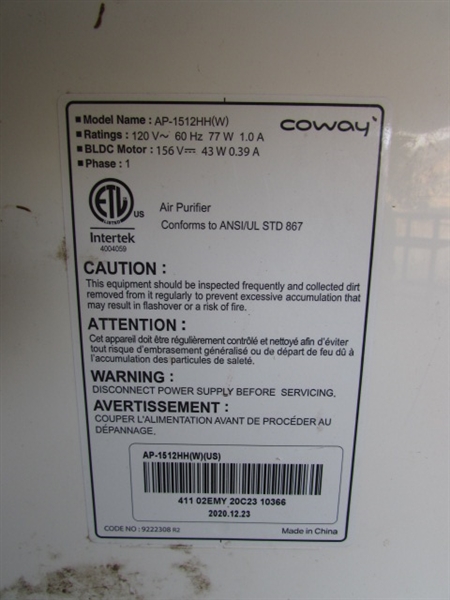 ■ Model Name : AP-1512HH(W)
coway
■ Ratings : 120 V~ 60 Hz 77 W 1.0 A
■ BLDC Motor : 156 V⎓ 43 W 0.39 A
■ Phase : 1
ETL
LISTED
US
Intertek
4004059
Air Purifier
Conforms to ANSI/UL STD 867
CAUTION :
This equipment should be inspected frequently and collected dirt
removed from it regularly to prevent excessive accumulation that
may result in flashover or a risk of fire.
ATTENTION :
Cet appareil doit être régulièrement contrôlé et nettoyé afin d'éviter
tout risque d'embrasement généralisé ou de départ de feu dû à
l'accumulation des particules de saleté.
WARNING :
DISCONNECT POWER SUPPLY BEFORE SERVICING.
AVERTISSEMENT :
COUPER L'ALIMENTATION AVANT DE PROCÉDER AU
DÉPANNAGE.
AP-1512HH(W)(US)
411 02EMY 20C23 10366
2020.12.23
CODE NO : 9222308 R2
Made in China